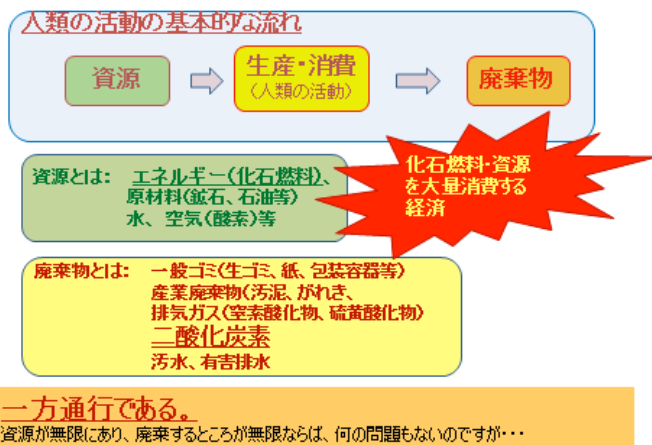 人類の活動の基本的な流れ
資源
生産・消費
（人類の活動）
廃棄物
化石燃料・資源
を大量消費する
経済
資源とは： エネルギー（化石燃料）、
原材料（鉱石、石油等）
水、空気（酸素）等
廃棄物とは： 一般ゴミ（生ゴミ、紙、包装容器等）
産業廃棄物（汚泥、がれき、
排気ガス（窒素酸化物、硫黄酸化物）
二酸化炭素
汚水、有害排水
一方通行である。
資源が無限にあり、廃棄するところが無限ならば、何の問題もないのですが・・・